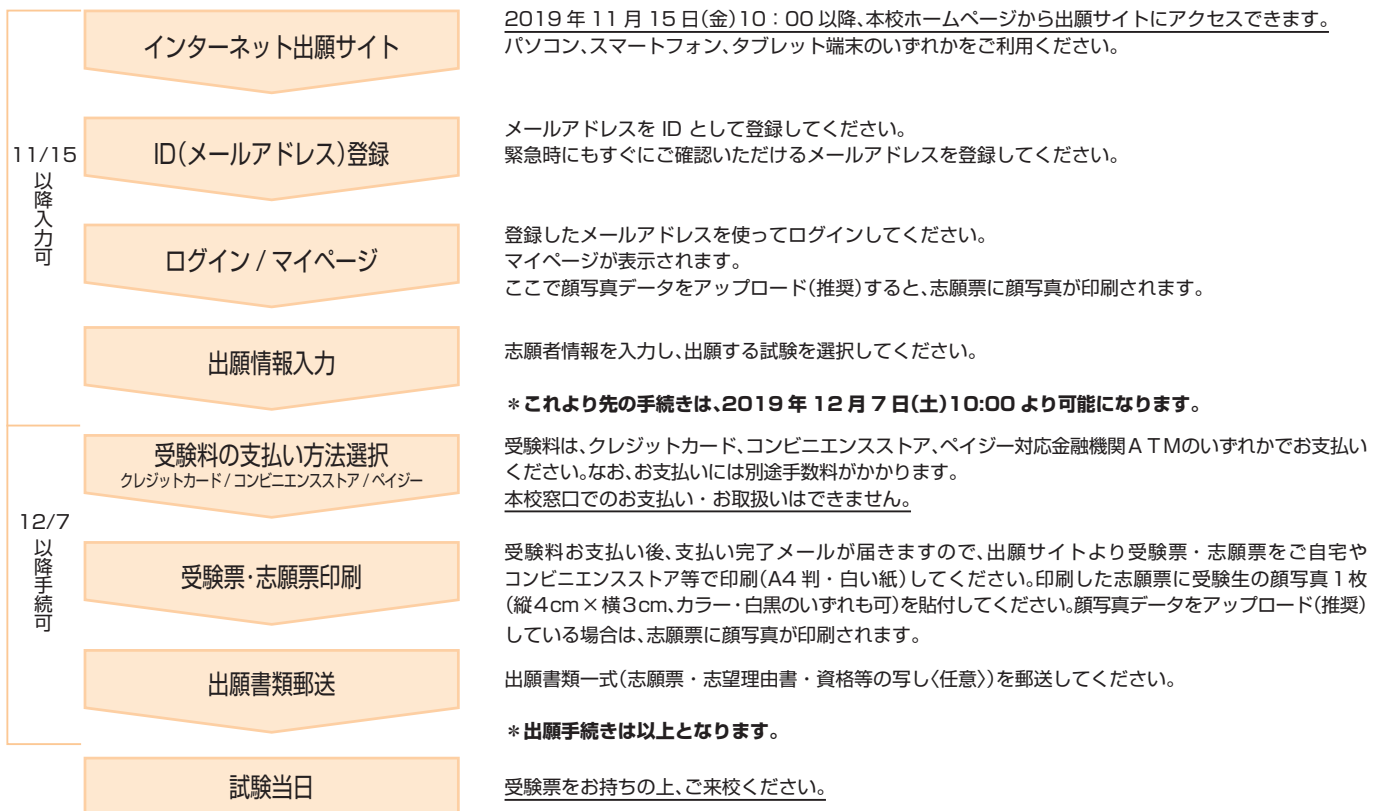 インターネット出願サイト
2019年11月15日(金)10:00以降、本校ホームページから出願サイトにアクセスできます。
パソコン、スマートフォン、タブレット端末のいずれかをご利用ください。
11/15
以降入力可
ID(メールアドレス)登録
メールアドレスを ID として登録してください。
緊急時にもすぐにご確認いただけるメールアドレスを登録してください。
ログイン / マイページ
登録したメールアドレスを使ってログインしてください。
マイページが表示されます。
ここで顔写真データをアップロード(推奨)すると、志願票に顔写真が印刷されます。
出願情報入力
志願者情報を入力し、出願する試験を選択してください。
＊これより先の手続きは、2019年12月7日(土)10:00より可能になります。
12/7
以降手続可
受験料の支払い方法選択
クレジットカード / コンビニエンスストア / ペイジー
受験料は、クレジットカード、コンビニエンスストア、ペイジー対応金融機関ATMのいずれかでお支払い
ください。なお、お支払いには別途手数料がかかります。
本校窓口でのお支払い・お取扱いはできません。
受験票・志願票印刷
受験料お支払い後、支払い完了メールが届きますので、出願サイトより受験票・志願票をご自宅や
コンビニエンスストア等で印刷(A4判・白い紙)してください。印刷した志願票に受験生の顔写真1枚
(縦4cm×横3cm、カラー・白黒のいずれも可)を貼付してください。顔写真データをアップロード(推奨)
している場合は、志願票に顔写真が印刷されます。
出願書類郵送
出願書類一式(志願票・志望理由書・資格等の写し〈任意〉)を郵送してください。
＊出願手続きは以上となります。
試験当日
受験票をお持ちの上、ご来校ください。